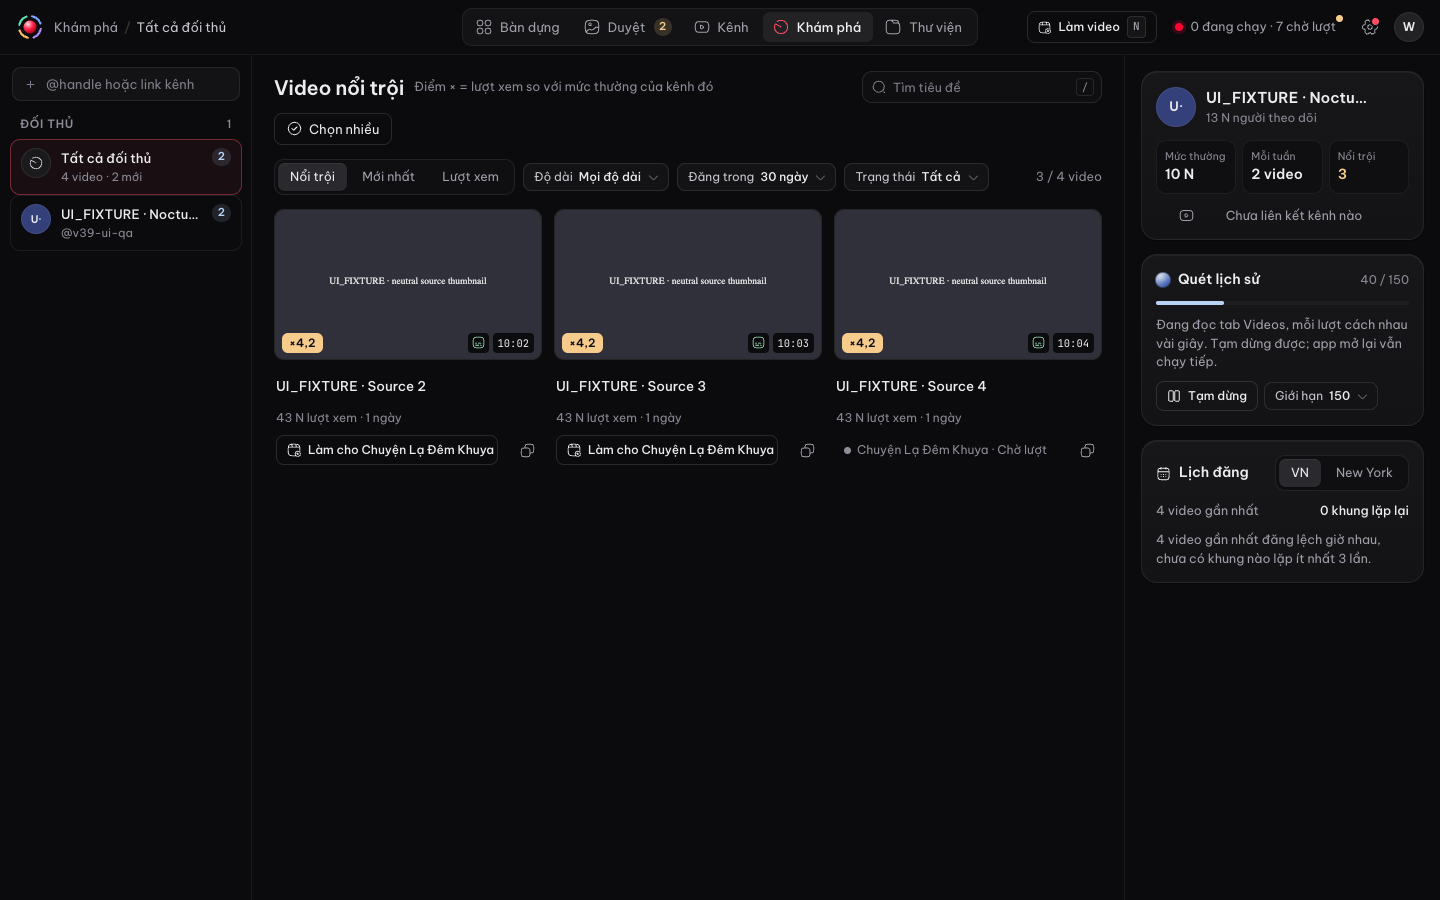 Khám phá / Tất cả đối thủ
Bàn dựng
Duyệt 2
Kênh
Khám phá
Thư viện
Làm video N
0 đang chạy · 7 chờ lượt
W
+ @handle hoặc link kênh
ĐỐI THỦ 1
Tất cả đối thủ 2
4 video · 2 mới
U·
UI_FIXTURE · Noctu... 2
@v39-ui-qa
Video nổi trội
Điểm × = lượt xem so với mức thường của kênh đó
Tìm tiêu đề /
Chọn nhiều
Nổi trội
Mới nhất
Lượt xem
Độ dài Mọi độ dài
Đăng trong 30 ngày
Trạng thái Tất cả
3 / 4 video
UI_FIXTURE · neutral source thumbnail
×4,2
10:02
UI_FIXTURE · Source 2
43 N lượt xem · 1 ngày
Làm cho Chuyện Lạ Đêm Khuya
UI_FIXTURE · neutral source thumbnail
×4,2
10:03
UI_FIXTURE · Source 3
43 N lượt xem · 1 ngày
Làm cho Chuyện Lạ Đêm Khuya
UI_FIXTURE · neutral source thumbnail
×4,2
10:04
UI_FIXTURE · Source 4
43 N lượt xem · 1 ngày
Chuyện Lạ Đêm Khuya · Chờ lượt
U·
UI_FIXTURE · Noctu...
13 N người theo dõi
Mức thường
10 N
Mỗi tuần
2 video
Nổi trội
3
Chưa liên kết kênh nào
Quét lịch sử 40 / 150
Đang đọc tab Videos, mỗi lượt cách nhau
vài giây. Tạm dừng được; app mở lại vẫn
chạy tiếp.
Tạm dừng
Giới hạn 150
Lịch đăng
VN
New York
4 video gần nhất
0 khung lặp lại
4 video gần nhất đăng lệch giờ nhau,
chưa có khung nào lặp ít nhất 3 lần.